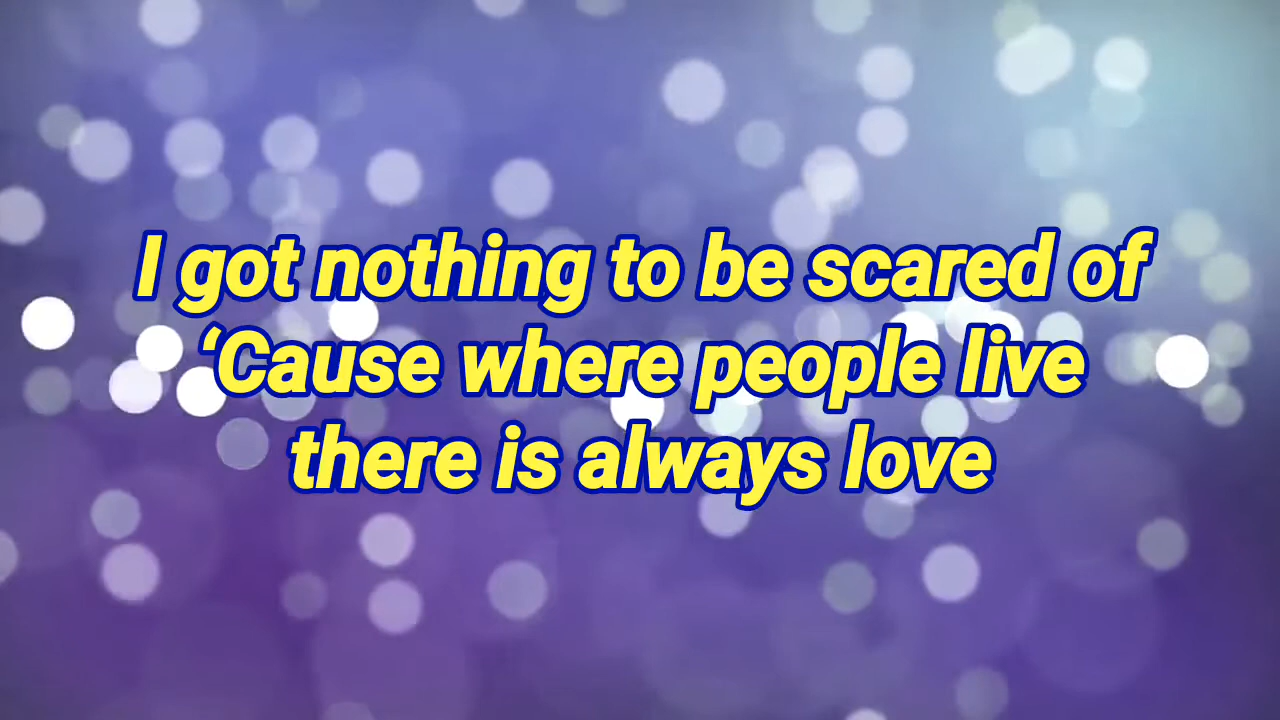 I got nothing to be scared of
‘Cause where people live
there is always love